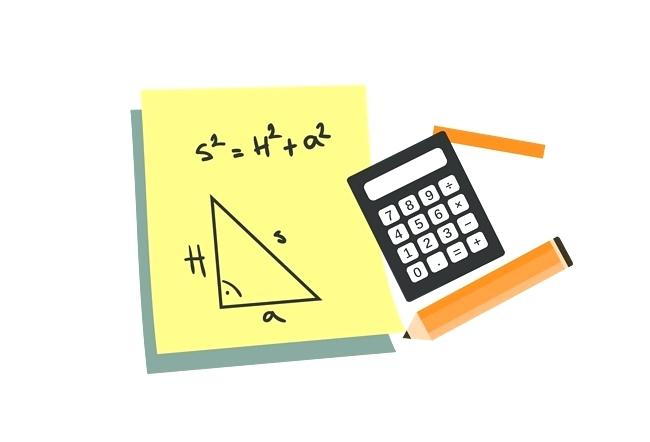 s² = H² + a²
H
s
a
7 8 9 ÷
4 5 6 ×
1 2 3 −
0 . = +